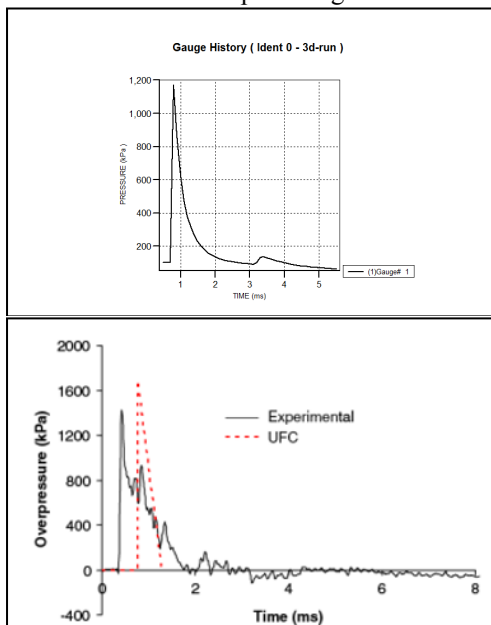 Gauge History ( Ident 0 - 3d-run )
1,200
1,000
800
600
400
200
PRESSURE (kPa)
1 2 3 4 5
TIME (ms)
(1)Gauge# 1
2000
1600
1200
800
400
0
-400
Overpressure (kPa)
Experimental
UFC
0 2 4 6 8
Time (ms)